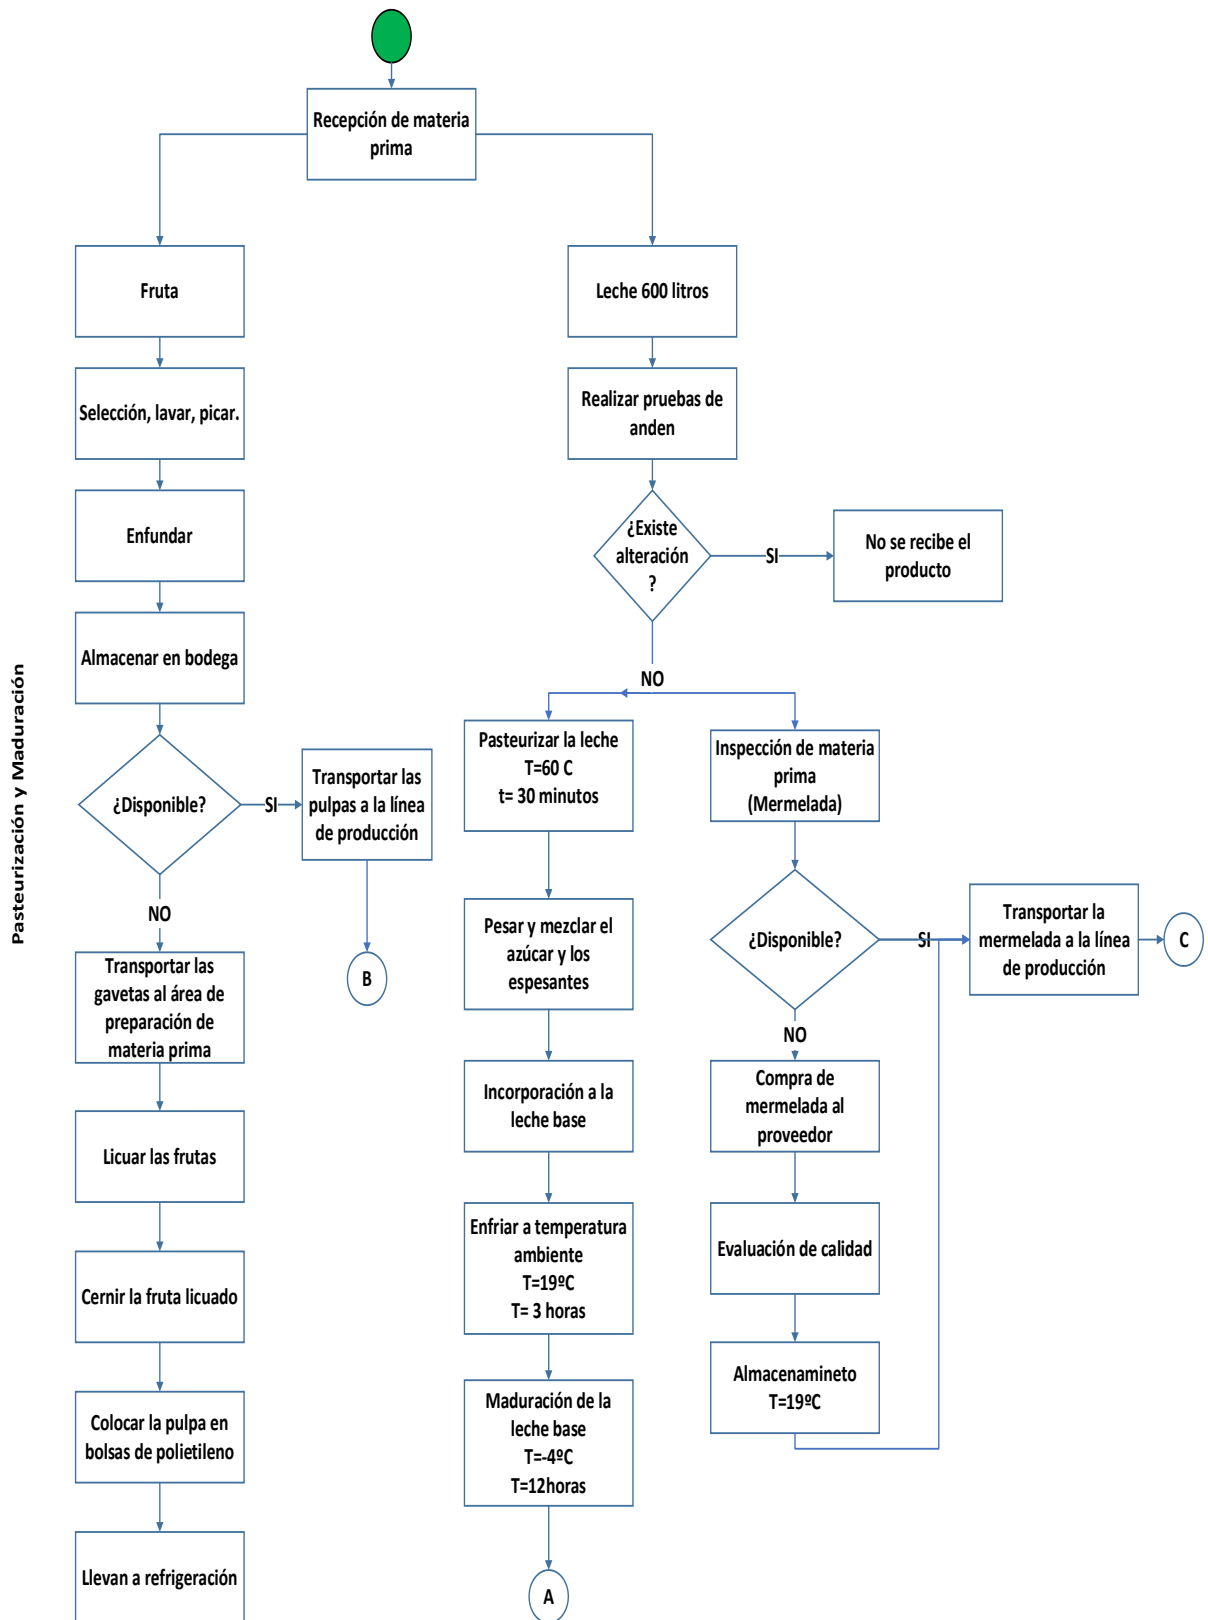 Pasteurización y Maduración
Recepción de materia
prima
Fruta
Selección, lavar, picar.
Enfundar
Almacenar en bodega
¿Disponible?
SI
Transportar las
pulpas a la línea
de producción
B
NO
Transportar las
gavetas al área de
preparación de
materia prima
Licuar las frutas
Cernir la fruta licuado
Colocar la pulpa en
bolsas de polietileno
Llevan a refrigeración
Leche 600 litros
Realizar pruebas de
anden
¿Existe
alteración
?
SI
No se recibe el
producto
NO
Pasteurizar la leche
T=60 C
t= 30 minutos
Pesar y mezclar el
azúcar y los
espesantes
Incorporación a la
leche base
Enfriar a temperatura
ambiente
T=19ºC
T= 3 horas
Maduración de la
leche base
T=-4ºC
T=12horas
A
Inspección de materia
prima
(Mermelada)
¿Disponible?
SI
Transportar la
mermelada a la línea
de producción
C
NO
Compra de
mermelada al
proveedor
Evaluación de calidad
Almacenamineto
T=19ºC